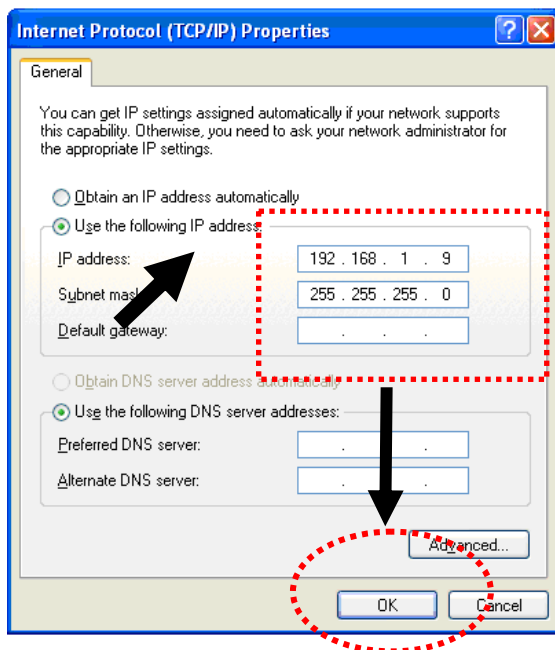 Internet Protocol (TCP/IP) Properties
General
You can get IP settings assigned automatically if your network supports
this capability. Otherwise, you need to ask your network administrator for
the appropriate IP settings.
Obtain an IP address automatically
Use the following IP address:
IP address: 192 . 168 . 1 . 9
Subnet mask: 255 . 255 . 255 . 0
Default gateway: . . .
Obtain DNS server address automatically
Use the following DNS server addresses:
Preferred DNS server: . . .
Alternate DNS server: . . .
Advanced...
OK Cancel